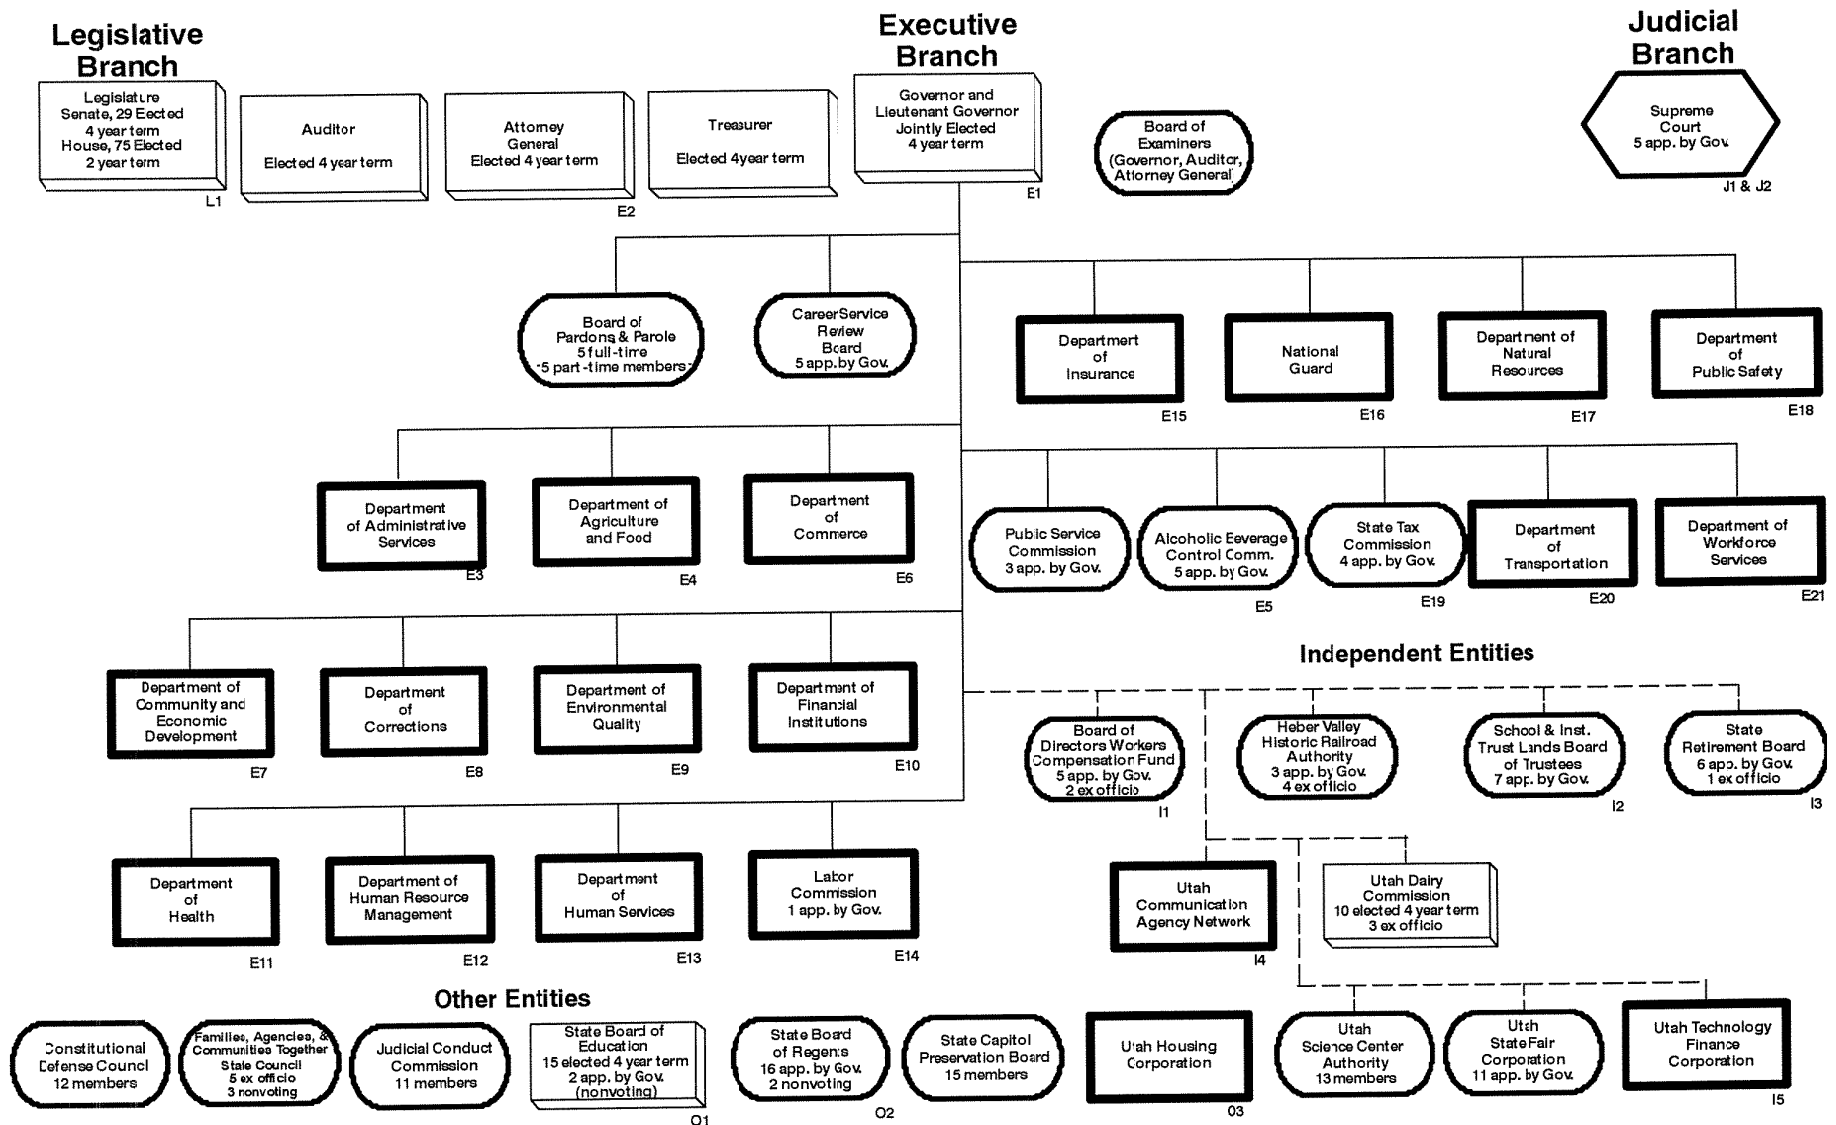 Legislative
Branch
Legislature
Senate, 29 Eected
4 year term
House, 75 Elected
2 year term
L1
Auditor
Elected 4 year term
Attorney
General
Elected 4 year term
E2
Treasurer
Elected 4 year term
Executive
Branch
Governor and
Lieutenant Governor
Jointly Elected
4 year term
E1
Board of
Examiners
(Governor, Auditor,
Attorney General)
Judicial
Branch
Supreme
Court
5 app. by Gov.
J1 & J2
Board of
Pardons & Parole
5 full-time
5 part-time members
Career Service
Review
Board
5 app. by Gov.
Department
of
Insurance
E15
National
Guard
E16
Department of
Natural
Resources
E17
Department
of
Public Safety
E18
Department
of Administrative
Services
E3
Department of
Agriculture
and Food
E4
Department
of
Commerce
E6
Public Service
Commission
3 app. by Gov.
Alcoholic Beverage
Control Comm.
5 app. by Gov.
E5
State Tax
Commission
4 app. by Gov.
E19
Department
of
Transportation
E20
Department of
Workforce
Services
E21
Department of
Community and
Economic
Development
E7
Department
of
Corrections
E8
Department of
Environmental
Quality
E9
Department of
Financial
Institutions
E10
Independent Entities
Board of
Directors Workers
Compensation Fund
5 app. by Gov.
2 ex officio
I1
Heber Valley
Historic Railroad
Authority
3 app. by Gov.
4 ex officio
School & Inst.
Trust Lands Board
of Trustees
7 app. by Gov.
I2
State
Retirement Board
6 app. by Gov.
1 ex officio
I3
Department
of
Health
E11
Department of
Human Resource
Management
E12
Department
of
Human Services
E13
Labor
Commission
1 app. by Gov.
E14
Utah
Communication
Agency Network
I4
Utah Dairy
Commission
10 elected 4 year term
3 ex officio
Other Entities
Constitutional
Defense Council
12 members
Families, Agencies, &
Communities Together
State Council
5 ex officio
3 nonvoting
Judicial Conduct
Commission
11 members
State Board of
Education
15 elected 4 year term
2 app. by Gov.
(nonvoting)
O1
State Board
of Regents
16 app. by Gov.
2 nonvoting
O2
State Capitol
Preservation Board
15 members
Utah Housing
Corporation
03
Utah
Science Center
Authority
13 members
Utah
State Fair
Corporation
11 app. by Gov.
Utah Technology
Finance
Corporation
I5